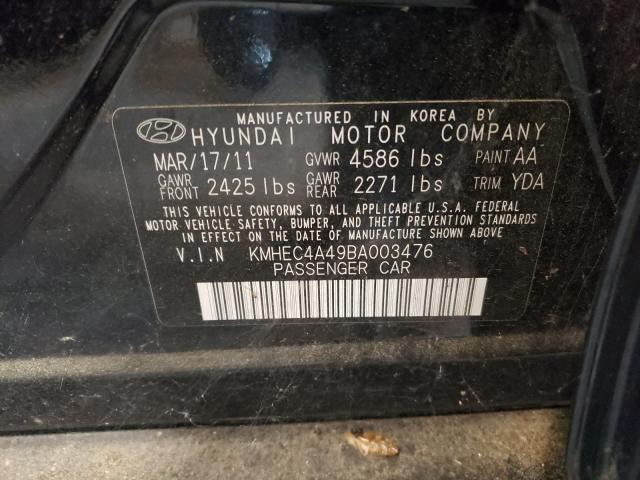 MANUFACTURED IN KOREA BY
HYUNDAI MOTOR COMPANY
MAR/17/11 GVWR 4586 lbs PAINT AA
GAWR FRONT 2425 lbs GAWR REAR 2271 lbs TRIM YDA
THIS VEHICLE CONFORMS TO ALL APPLICABLE U.S.A. FEDERAL
MOTOR VEHICLE SAFETY, BUMPER, AND THEFT PREVENTION STANDARDS
IN EFFECT ON THE DATE OF MANUFACTURE SHOWN ABOVE
V.I.N KMHEC4A49BA003476
PASSENGER CAR